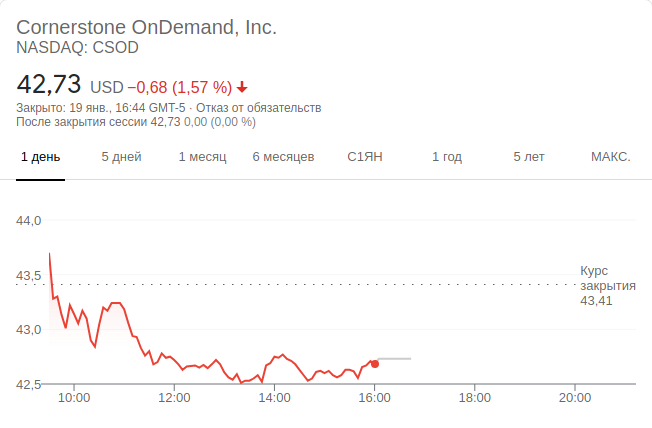 Cornerstone OnDemand, Inc.
NASDAQ: CSOD
42,73 USD −0,68 (1,57 %)
Закрыто: 19 янв., 16:44 GMT-5 · Отказ от обязательств
После закрытия сессии 42,73 0,00 (0,00 %)
1 день 5 дней 1 месяц 6 месяцев С1ЯН 1 год 5 лет МАКС.
44,0
43,5
43,0
42,5
Курс
закрытия
43,41
10:00 12:00 14:00 16:00 18:00 20:00